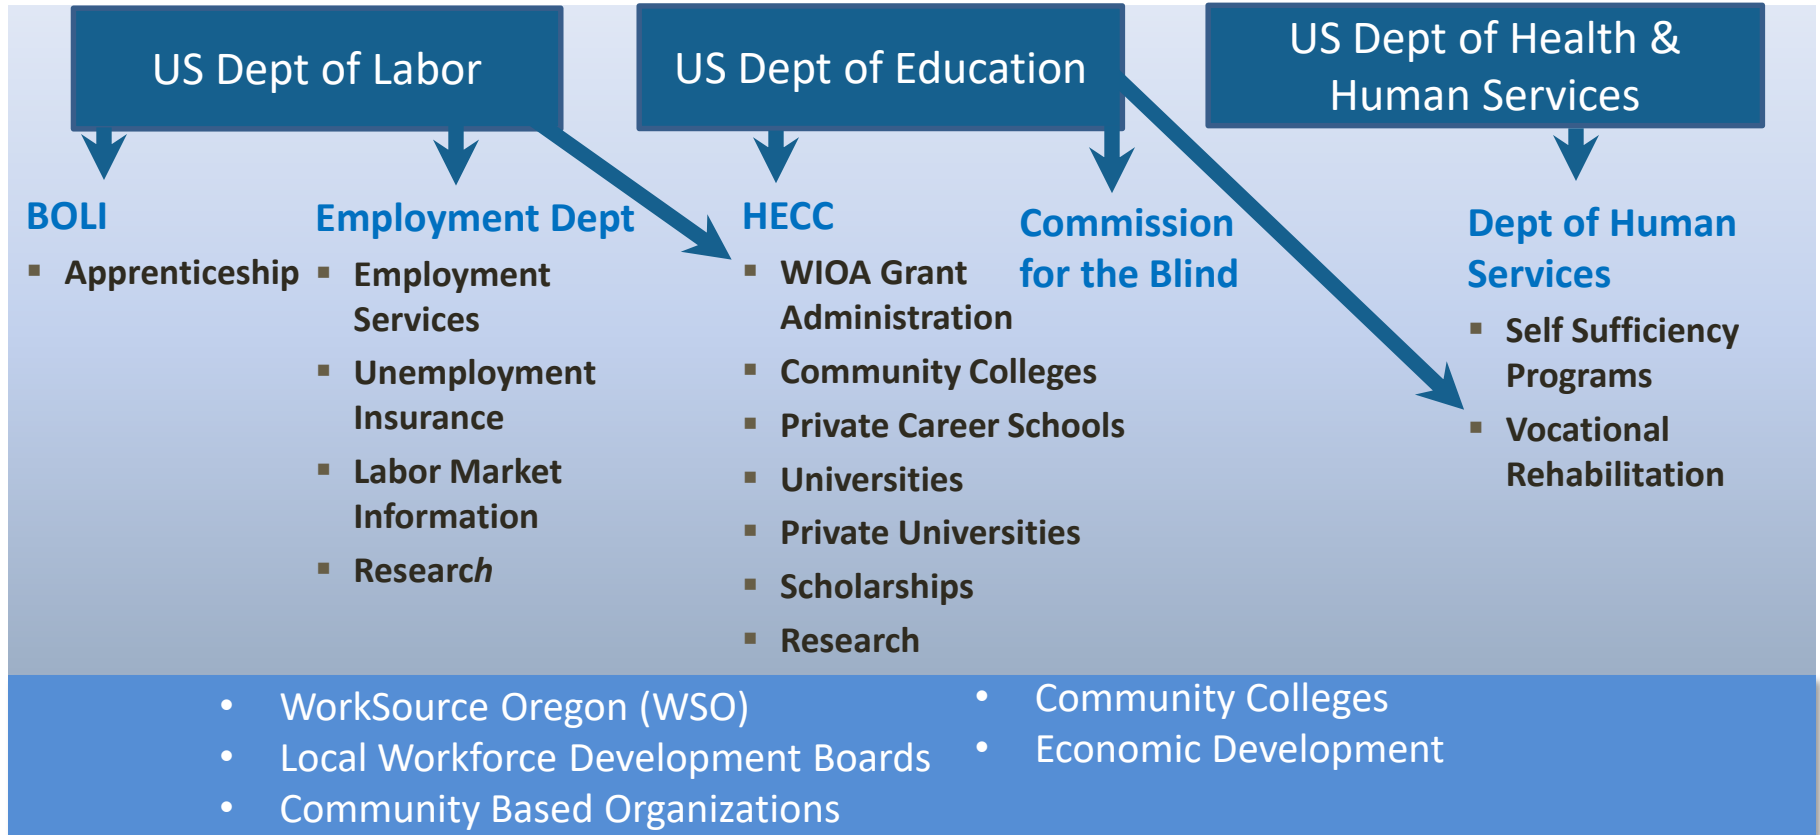 US Dept of Labor
US Dept of Education
US Dept of Health &
Human Services
BOLI
▪ Apprenticeship
Employment Dept
▪ Employment
Services
▪ Unemployment
Insurance
▪ Labor Market
Information
▪ Research
HECC
▪ WIOA Grant
Administration
▪ Community Colleges
▪ Private Career Schools
▪ Universities
▪ Private Universities
▪ Scholarships
▪ Research
Commission
for the Blind
Dept of Human
Services
▪ Self Sufficiency
Programs
▪ Vocational
Rehabilitation
• WorkSource Oregon (WSO)
• Local Workforce Development Boards
• Community Based Organizations
• Community Colleges
• Economic Development